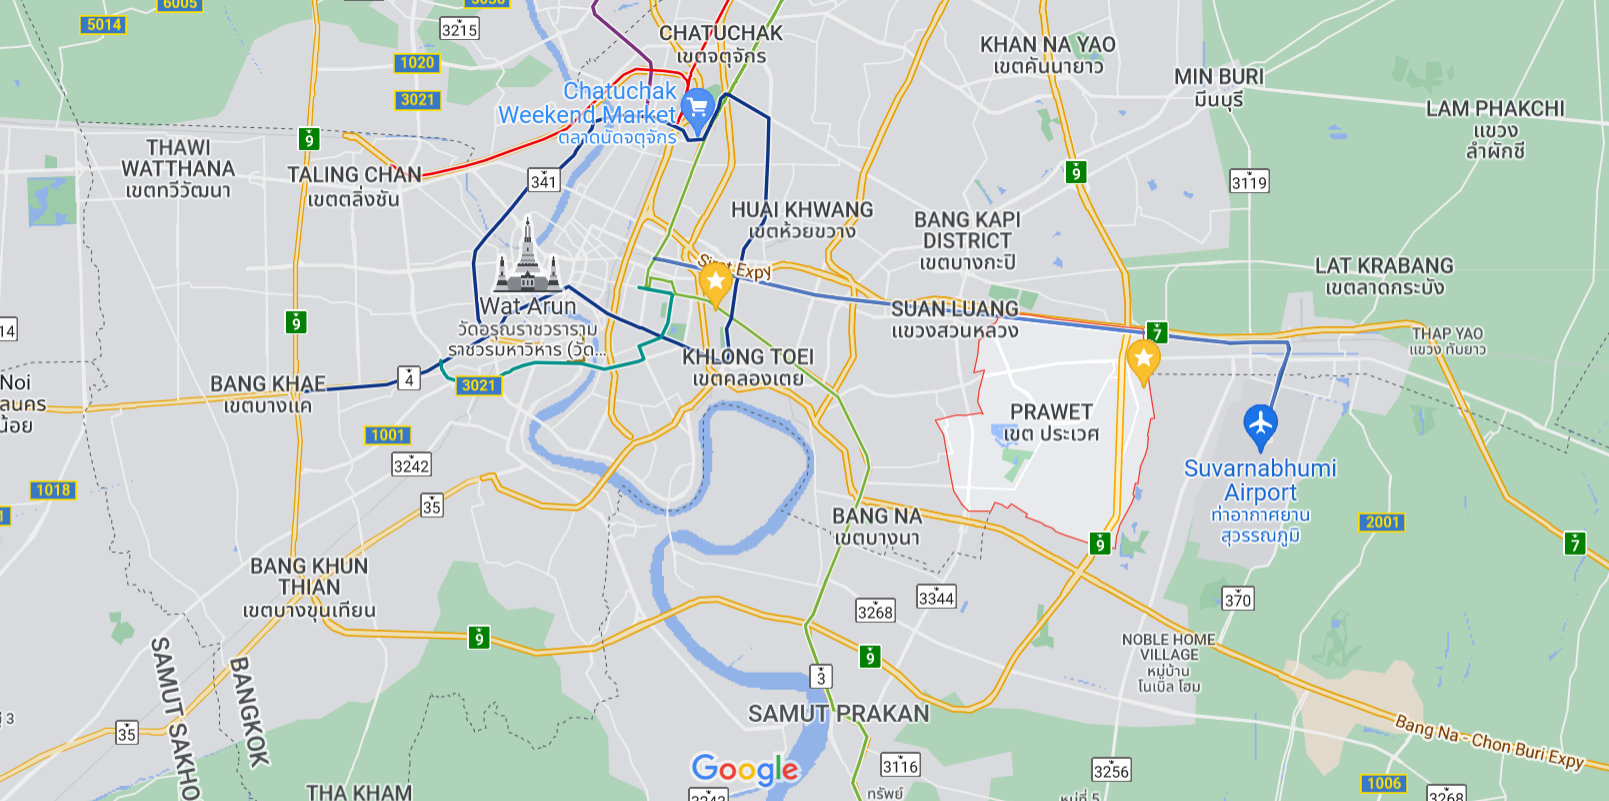 6005
5014
3215
CHATUCHAK
เขตจตุจักร
KHAN NA YAO
เขตคันนายาว
1020
3021
MIN BURI
มีนบุรี
LAM PHAKCHI
แขวง
ลำผักชี
Chatuchak
Weekend Market
ตลาดนัดจตุจักร
9
THAWI
WATTHANA
เขตทวีวัฒนา
TALING CHAN
เขตตลิ่งชัน
341
9
3119
HUAI KHWANG
เขตห้วยขวาง
BANG KAPI
DISTRICT
เขตบางกะปิ
Expy
LAT KRABANG
เขตลาดกระบัง
Wat Arun
วัดอรุณราชวราราม
ราชวรมหาวิหาร (วัด...
SUAN LUANG
แขวงสวนหลวง
9
14
7
THAP YAO
แขวง ทับยาว
KHLONG TOEI
เขตคลองเตย
Noi
BANG KHAE
เขตบางแค
4
3021
PRAWET
เขต ประเวศ
1001
3242
1018
35
Suvarnabhumi
Airport
ท่าอากาศยาน
สุวรรณภูมิ
BANG NA
เขตบางนา
2001
9
7
BANG KHUN
THIAN
เขตบางขุนเทียน
3268
3344
370
9
9
NOBLE HOME
VILLAGE
หมู่บ้าน
โนเบิล โฮม
3
SAMUT PRAKAN
SAMUT SAKHO
BANGKOK
35
Bang Na - Chon Buri Expy
Google
3116
3256
1006
3268
THA KHAM
ทรัพย์